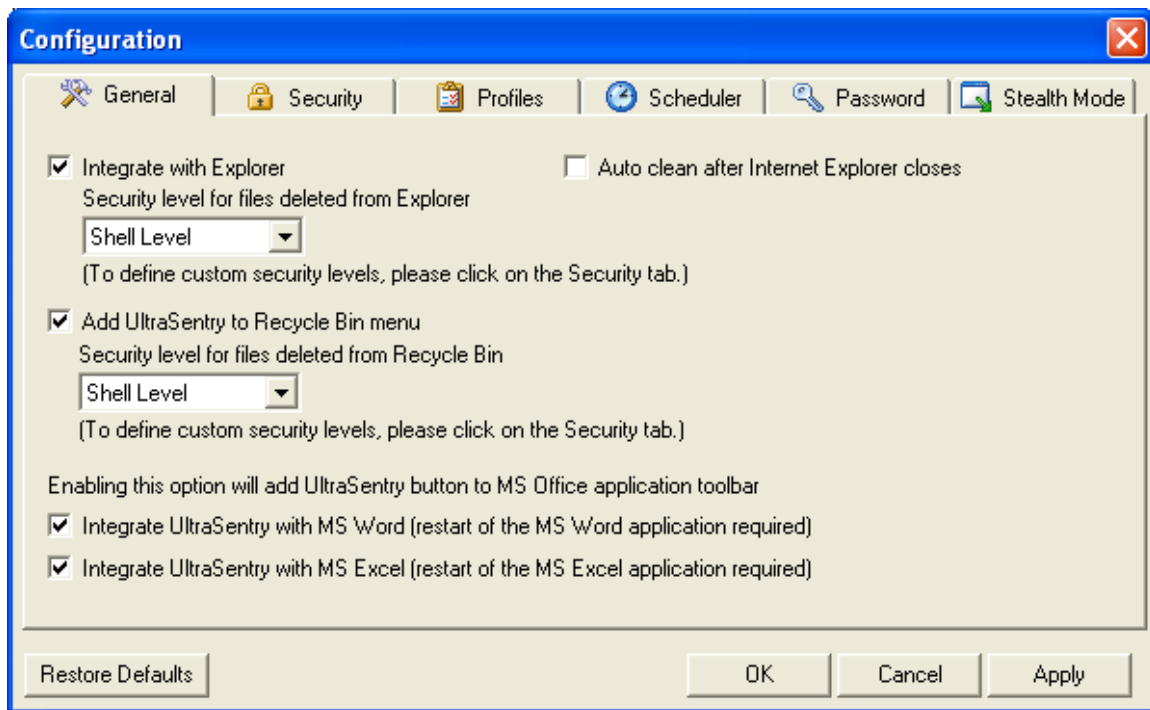 Configuration
General
Security
Profiles
Scheduler
Password
Stealth Mode
Integrate with Explorer
Auto clean after Internet Explorer closes
Security level for files deleted from Explorer
Shell Level
(To define custom security levels, please click on the Security tab.)
Add UltraSentry to Recycle Bin menu
Security level for files deleted from Recycle Bin
Shell Level
(To define custom security levels, please click on the Security tab.)
Enabling this option will add UltraSentry button to MS Office application toolbar
Integrate UltraSentry with MS Word (restart of the MS Word application required)
Integrate UltraSentry with MS Excel (restart of the MS Excel application required)
Restore Defaults
OK
Cancel
Apply